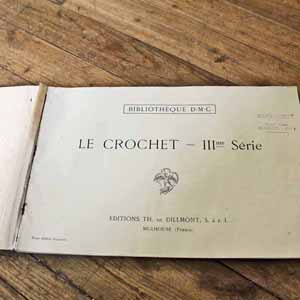 BIBLIOTHÈQUE D·M·C
LE CROCHET – IIIme Série
EDITIONS TH. DE DILLMONT, S. à r. l.
MULHOUSE (France)